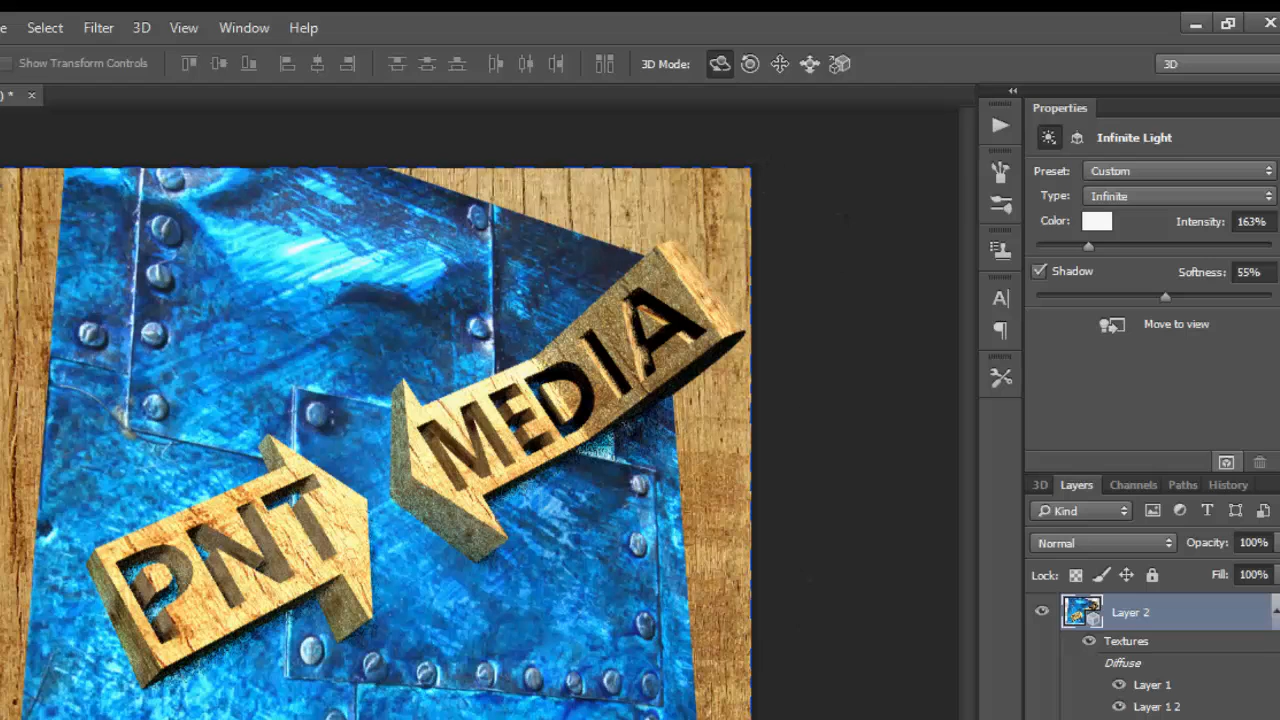 e Select Filter 3D View Window Help
Show Transform Controls 3D Mode: 3D
) * ×
Properties
Infinite Light
Preset: Custom
Type: Infinite
Color: Intensity: 163%
Shadow Softness: 55%
Move to view
MEDIA
PNT
3D Layers Channels Paths History
Kind
Normal Opacity: 100%
Lock: Fill: 100%
Layer 2
Textures
Diffuse
Layer 1
Layer 1 2